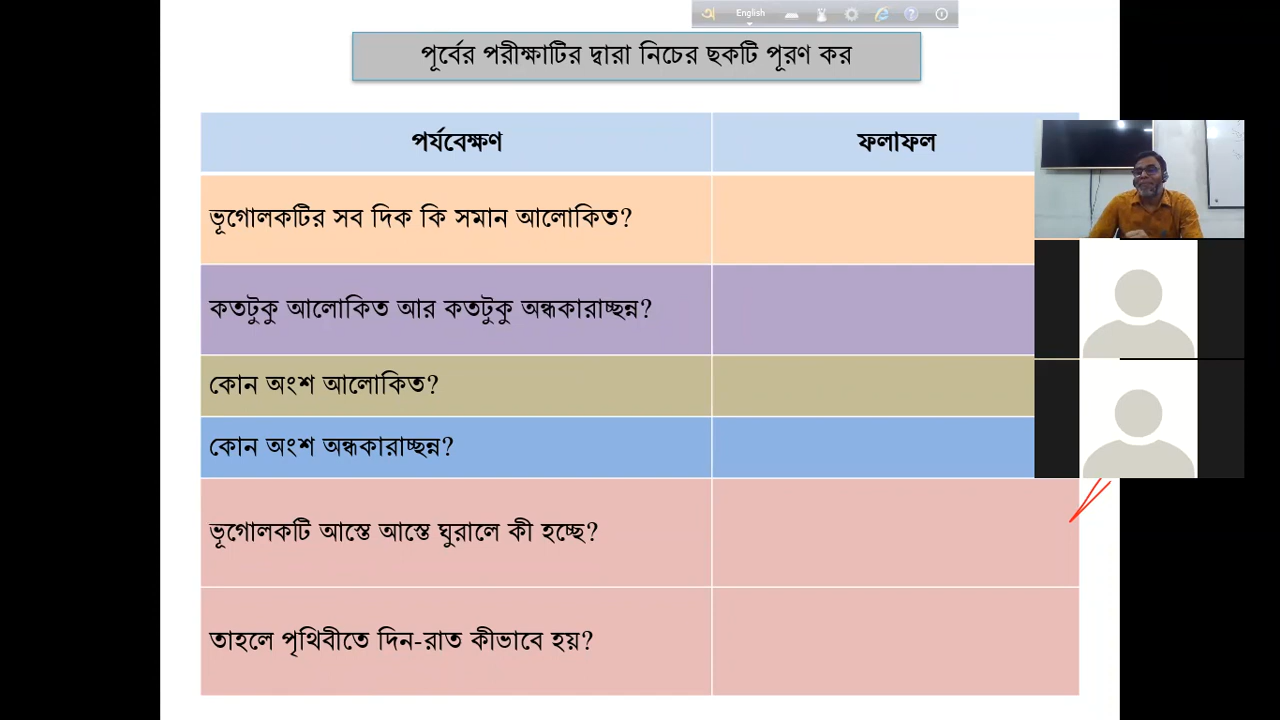 অ English
পূর্বের পরীক্ষাটির দ্বারা নিচের ছকটি পূরণ কর
পর্যবেক্ষণ ফলাফল
ভূগোলকটির সব দিক কি সমান আলোকিত?
কতটুকু আলোকিত আর কতটুকু অন্ধকারাচ্ছন্ন?
কোন অংশ আলোকিত?
কোন অংশ অন্ধকারাচ্ছন্ন?
ভূগোলকটি আস্তে আস্তে ঘুরালে কী হচ্ছে?
তাহলে পৃথিবীতে দিন-রাত কীভাবে হয়?